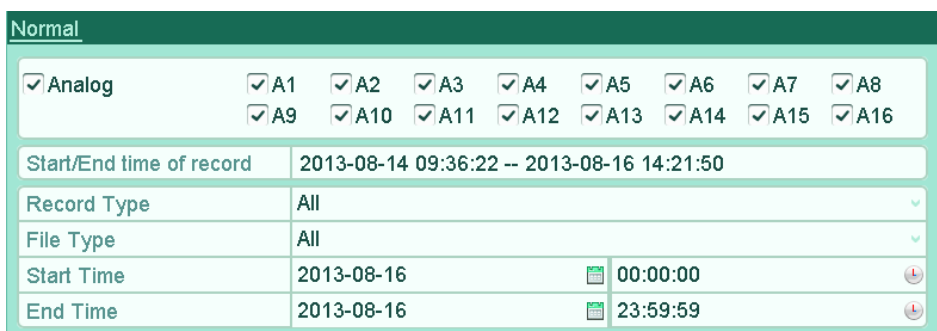 Normal
Analog A1 A2 A3 A4 A5 A6 A7 A8
A9 A10 A11 A12 A13 A14 A15 A16
Start/End time of record 2013-08-14 09:36:22 -- 2013-08-16 14:21:50
Record Type All
File Type All
Start Time 2013-08-16 00:00:00
End Time 2013-08-16 23:59:59